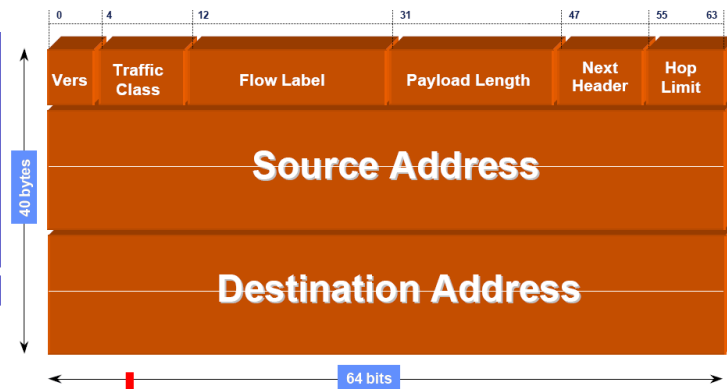 0 4 12 31 47 55 63
Vers Traffic Class Flow Label Payload Length Next Header Hop Limit
Source Address
40 bytes
Destination Address
64 bits